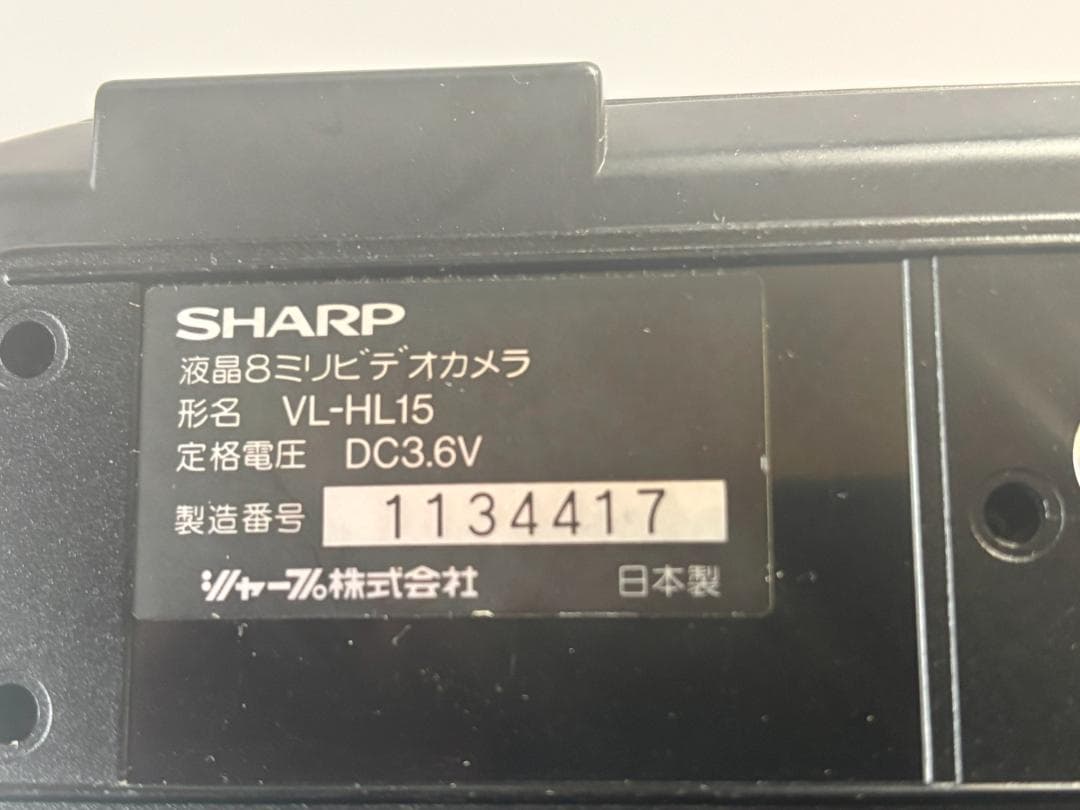 SHARP
液晶8ミリビデオカメラ
形名 VL-HL15
定格電圧 DC3.6V
製造番号 1134417
シャープ株式会社 日本製